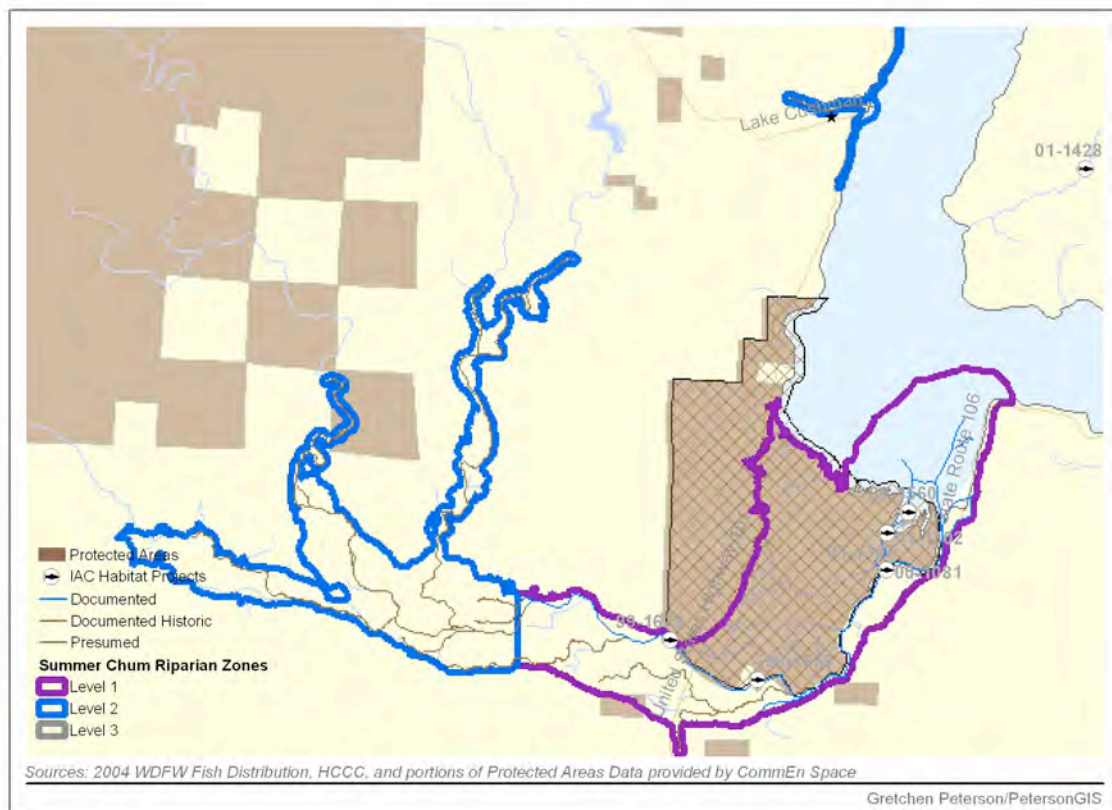 Lake Cushman
01-1428
State Route 106
Protected Areas
IAC Habitat Projects
Documented
Documented Historic
Presumed
Summer Chum Riparian Zones
Level 1
Level 2
Level 3
United
Sources: 2004 WDFW Fish Distribution, HCCC, and portions of Protected Areas Data provided by CommEn Space
Gretchen Peterson/PetersonGIS